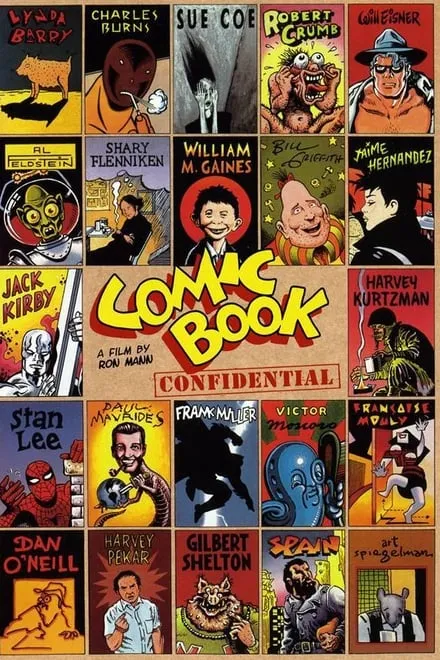 LYNDA
BARRY
CHARLES
BURNS
SUE COE
ROBERT
CRUMB
Will EISNER
AL
FELDSTEIN
SHARY
FLENNIKEN
WILLIAM
M. GAINES
BILL
GRIFFITH
JAIME
HERNANDEZ
JACK
KIRBY
COMIC
BOOK
CONFIDENTIAL
A FILM BY
RON MANN
HARVEY
KURTZMAN
Stan
Lee
PAUL
MAVRIDES
FRANK MILLER
VICTOR
Moscoso
FRANÇOISE
MOULY
DAN
O'NEILL
HARVEY
PEKAR
GILBERT
SHELTON
SPAIN
art
spiegelman